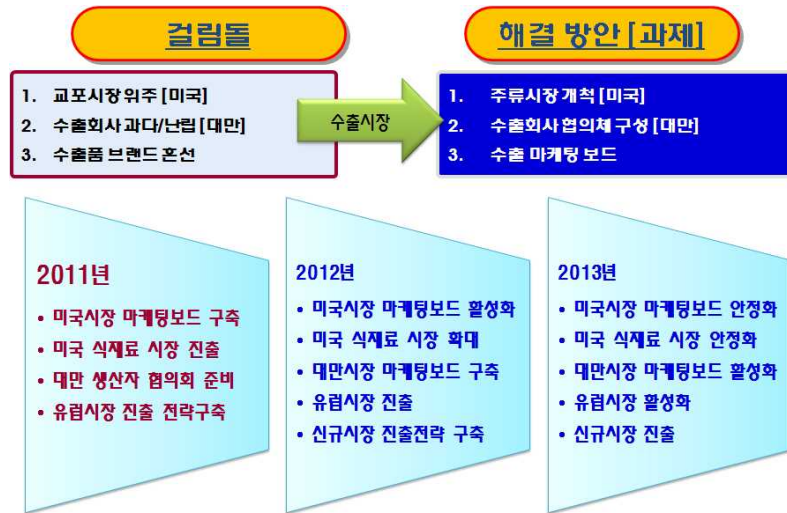 걸림돌
해결 방안 [과제]
1. 교포시장 위주 [미국]
2. 수출회사 과다/난립 [대만]
3. 수출품 브랜드 혼선
수출시장
1. 주류시장 개척 [미국]
2. 수출회사 협의체 구성 [대만]
3. 수출 마케팅 보드
2011년
• 미국시장 마케팅보드 구축
• 미국 식재료 시장 진출
• 대만 생산자 협의회 준비
• 유럽시장 진출 전략구축
2012년
• 미국시장 마케팅보드 활성화
• 미국 식재료 시장 확대
• 대만시장 마케팅보드 구축
• 유럽시장 진출
• 신규시장 진출전략 구축
2013년
• 미국시장 마케팅보드 안정화
• 미국 식재료 시장 안정화
• 대만시장 마케팅보드 활성화
• 유럽시장 활성화
• 신규시장 진출